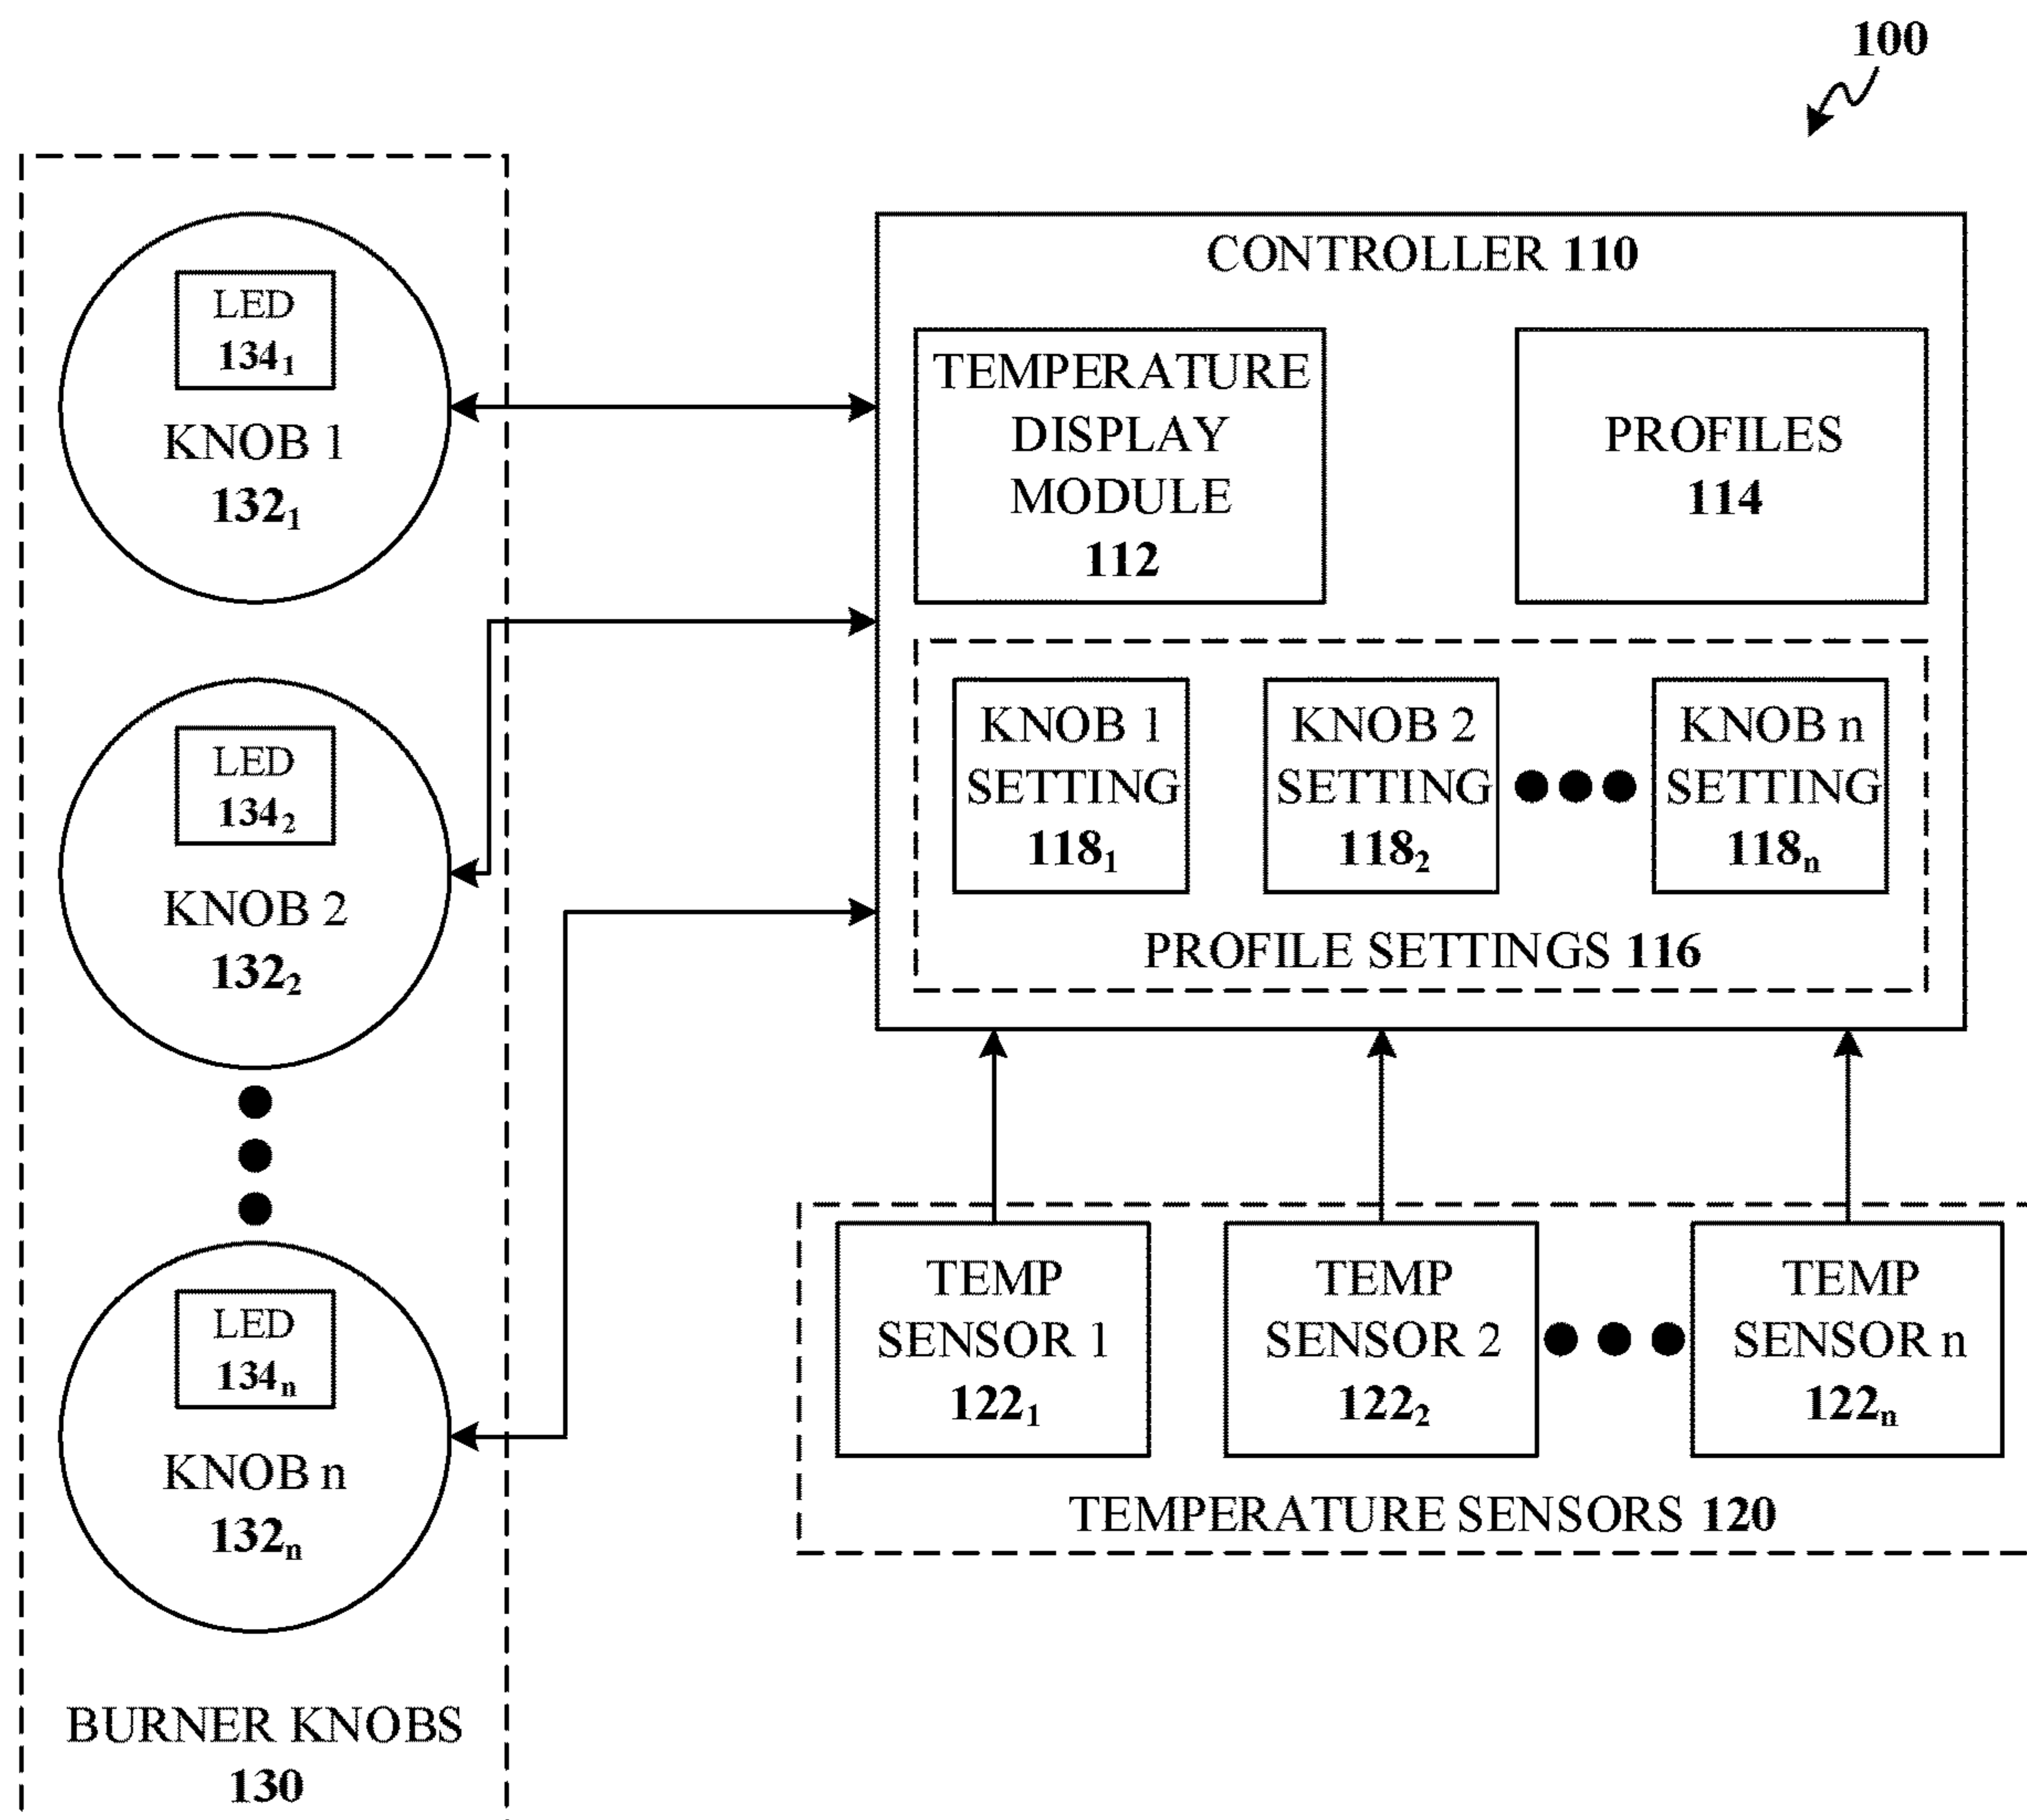 100
LED
134₁
KNOB 1
132₁
LED
134₂
KNOB 2
132₂
LED
134ₙ
KNOB n
132ₙ
BURNER KNOBS
130
CONTROLLER 110
TEMPERATURE
DISPLAY
MODULE
112
PROFILES
114
KNOB 1
SETTING
118₁
KNOB 2
SETTING
118₂
KNOB n
SETTING
118ₙ
PROFILE SETTINGS 116
TEMP
SENSOR 1
122₁
TEMP
SENSOR 2
122₂
TEMP
SENSOR n
122ₙ
TEMPERATURE SENSORS 120